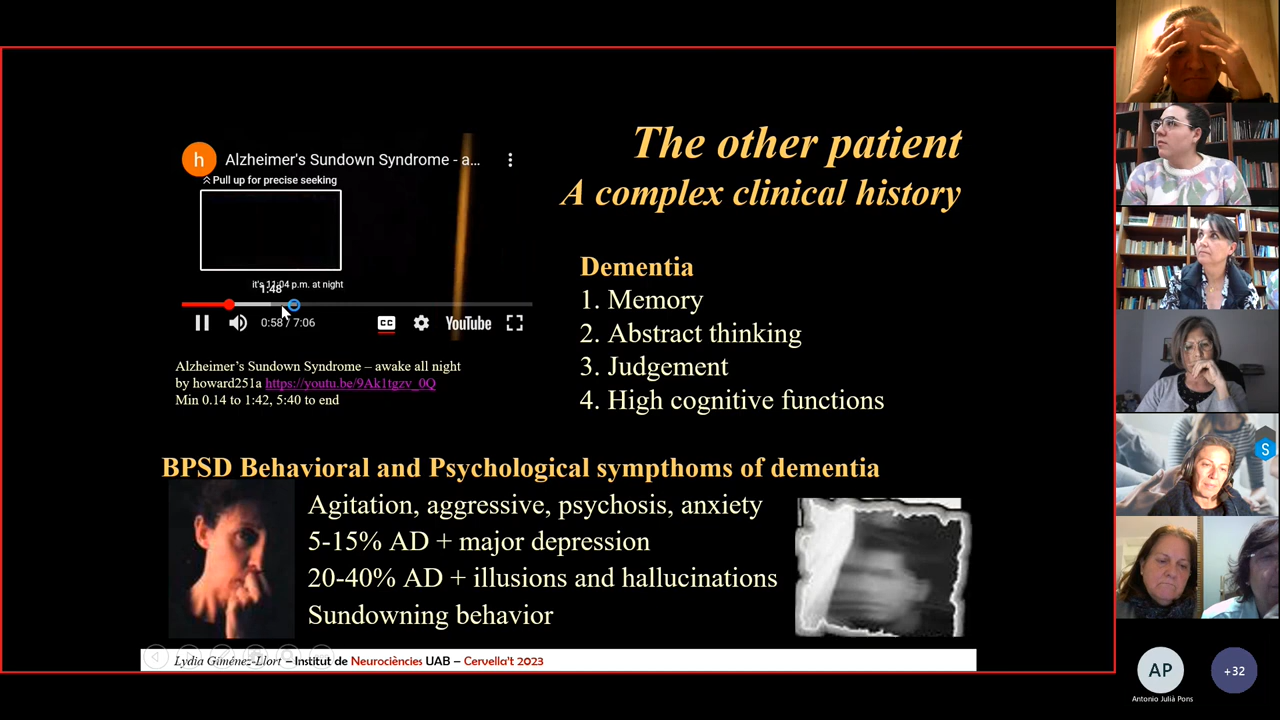 The other patient
A complex clinical history
h
Alzheimer's Sundown Syndrome - a...
Pull up for precise seeking
it's 11:04 p.m. at night
1:48
0:58 / 7:06
CC
YouTube
Alzheimer's Sundown Syndrome – awake all night
by howard251a https://youtu.be/9Ak1tgzv_0Q
Min 0.14 to 1:42, 5:40 to end
Dementia
1. Memory
2. Abstract thinking
3. Judgement
4. High cognitive functions
BPSD Behavioral and Psychological sympthoms of dementia
Agitation, aggressive, psychosis, anxiety
5-15% AD + major depression
20-40% AD + illusions and hallucinations
Sundowning behavior
Lydia Giménez-Llort – Institut de Neurociències UAB – Cervella't 2023
S
AP
Antonio Julià Pons
+32